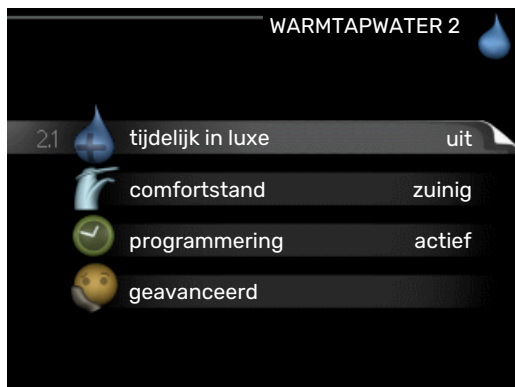 WARMTAPWATER 2
2.1 tijdelijk in luxe uit
comfortstand zuinig
programmering actief
geavanceerd